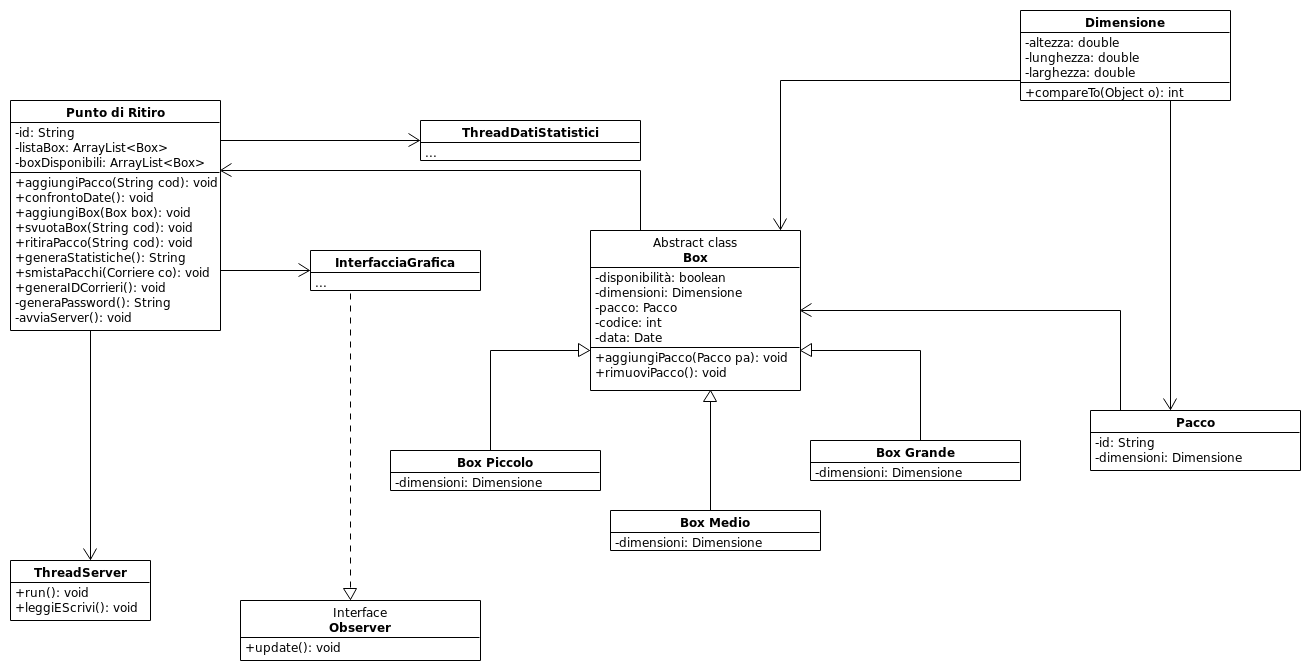 Dimensione
-altezza: double
-lunghezza: double
-larghezza: double
+compareTo(Object o): int
Punto di Ritiro
-id: String
-listaBox: ArrayList<Box>
-boxDisponibili: ArrayList<Box>
+aggiungiPacco(String cod): void
+confrontoDate(): void
+aggiungiBox(Box box): void
+svuotaBox(String cod): void
+ritiraPacco(String cod): void
+generaStatistiche(): String
+smistaPacchi(Corriere co): void
+generaIDCorrieri(): void
-generaPassword(): String
-avviaServer(): void
ThreadDatiStatistici
...
InterfacciaGrafica
...
Abstract class
Box
-disponibilità: boolean
-dimensioni: Dimensione
-pacco: Pacco
-codice: int
-data: Date
+aggiungiPacco(Pacco pa): void
+rimuoviPacco(): void
Pacco
-id: String
-dimensioni: Dimensione
Box Piccolo
-dimensioni: Dimensione
Box Grande
-dimensioni: Dimensione
Box Medio
-dimensioni: Dimensione
ThreadServer
+run(): void
+leggiEScrivi(): void
Interface
Observer
+update(): void